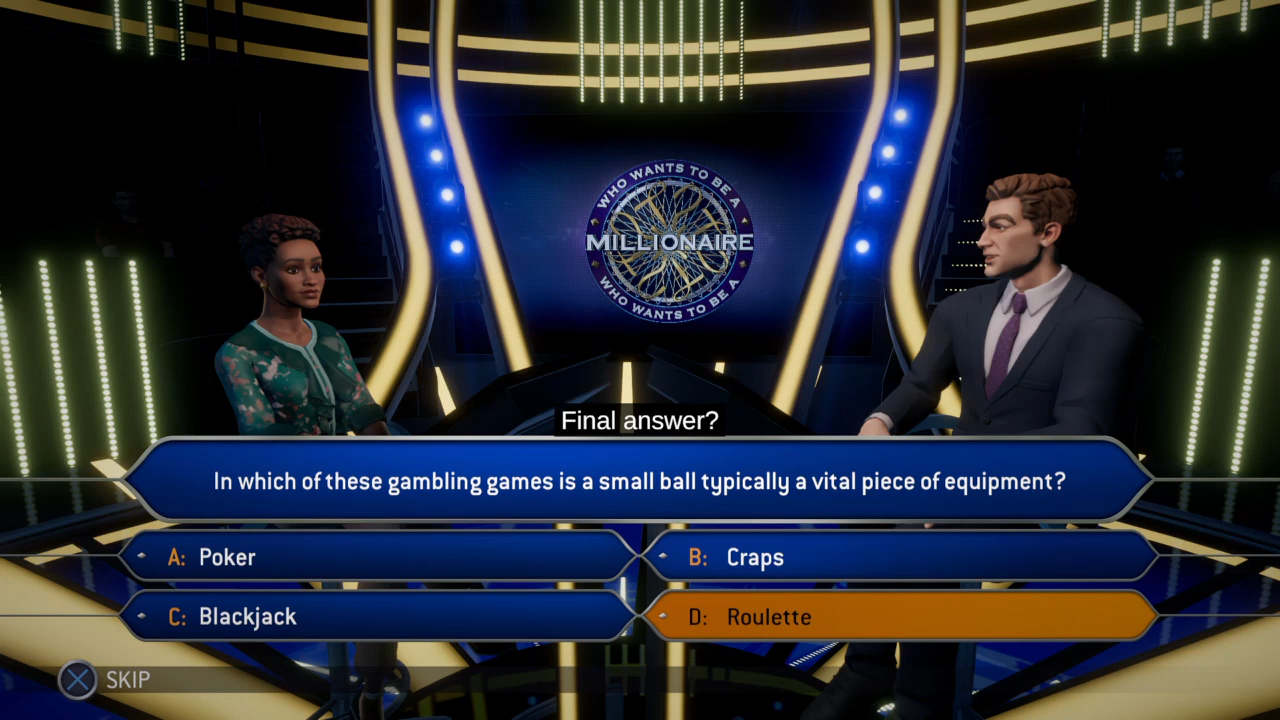 WHO WANTS TO BE A
MILLIONAIRE
WHO WANTS TO BE A
Final answer?
In which of these gambling games is a small ball typically a vital piece of equipment?
A: Poker
B: Craps
C: Blackjack
D: Roulette
SKIP